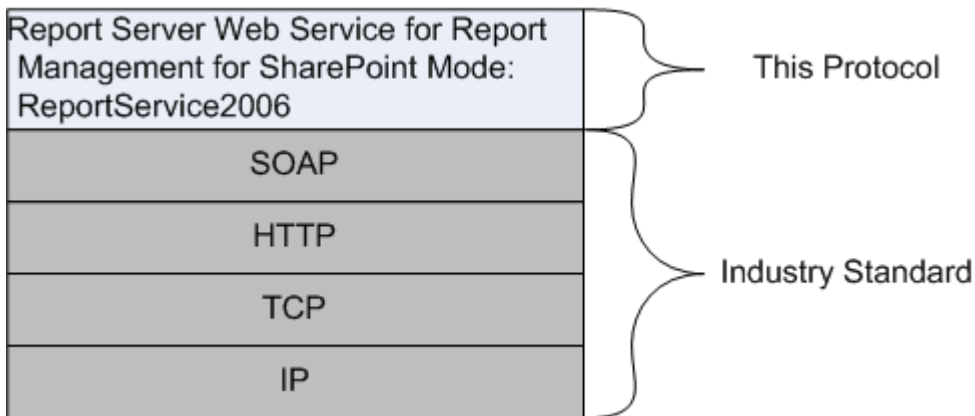 Report Server Web Service for Report
Management for SharePoint Mode:
ReportService2006
This Protocol
SOAP
HTTP
TCP
IP
Industry Standard